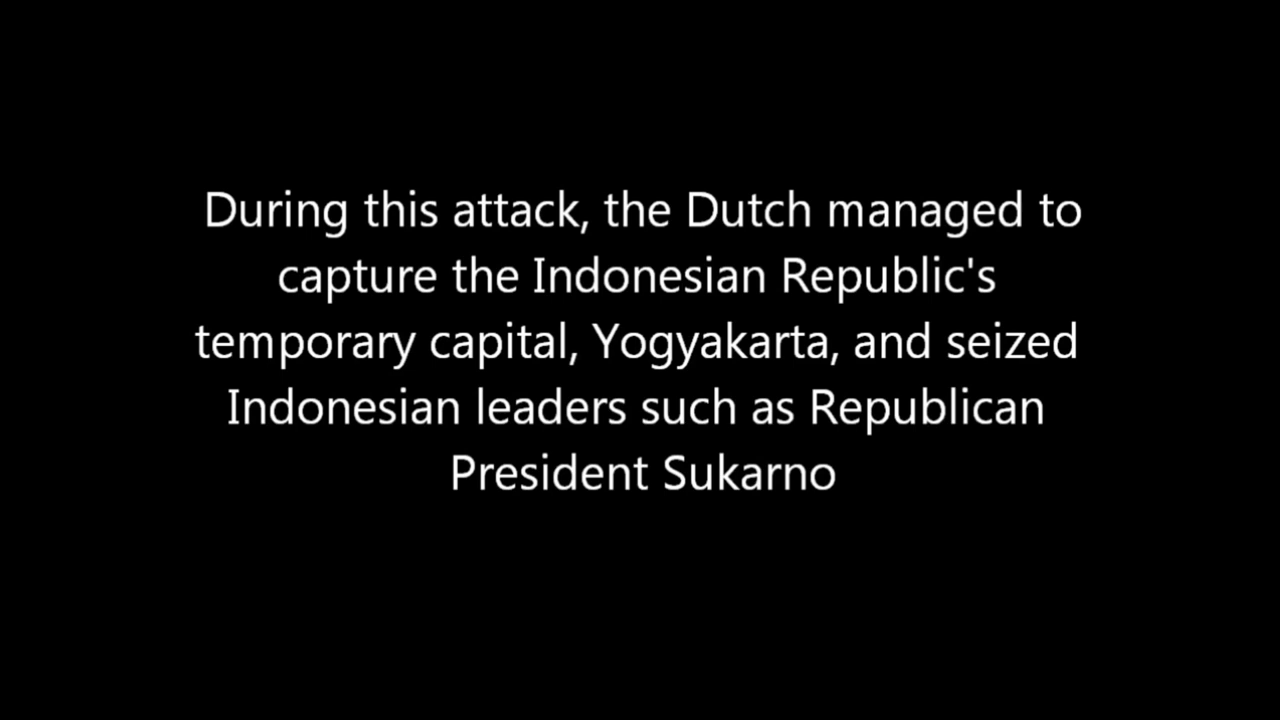 During this attack, the Dutch managed to
capture the Indonesian Republic's
temporary capital, Yogyakarta, and seized
Indonesian leaders such as Republican
President Sukarno